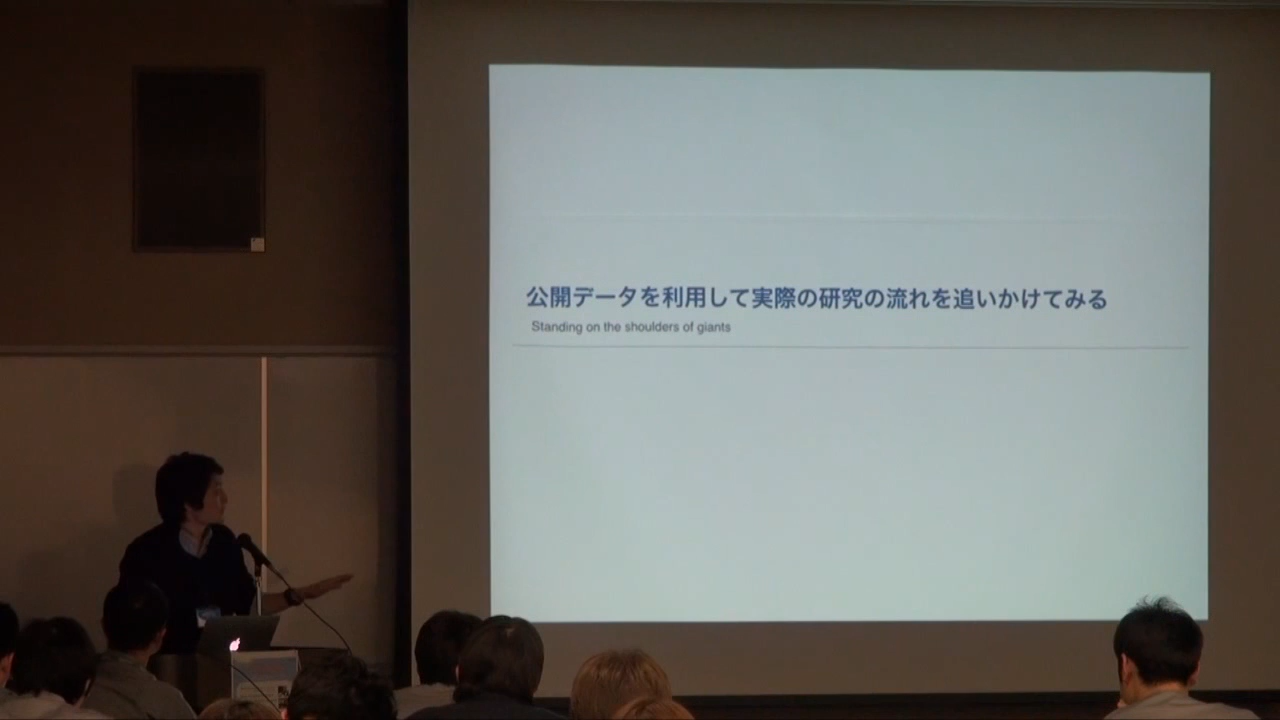 公開データを利用して実際の研究の流れを追いかけてみる
Standing on the shoulders of giants